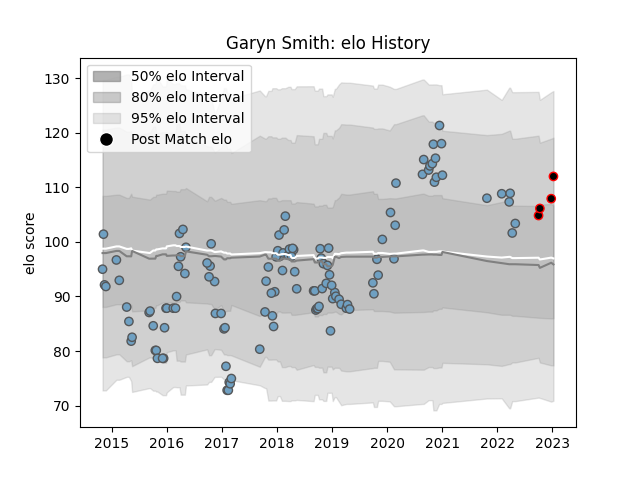 Garyn Smith: elo History
50% elo Interval
80% elo Interval
95% elo Interval
Post Match elo
elo score
130
120
110
100
90
80
70
2015 2016 2017 2018 2019 2020 2021 2022 2023